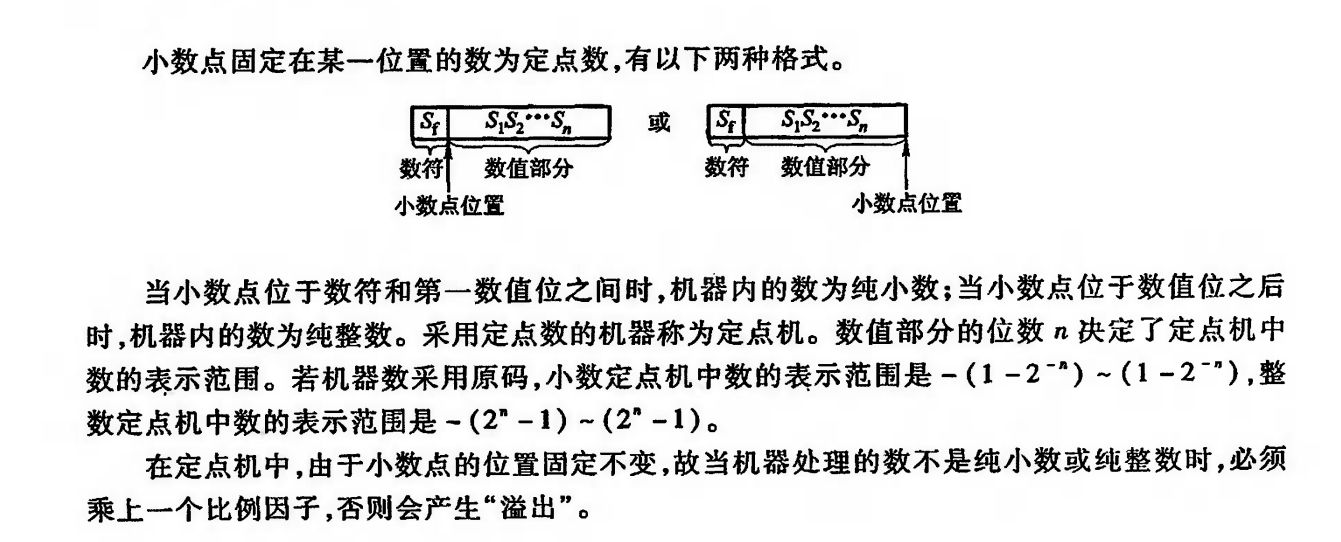 小数点固定在某一位置的数为定点数,有以下两种格式。
S_f S₁S₂⋯Sₙ 或 S_f S₁S₂⋯Sₙ
数符 数值部分 数符 数值部分
小数点位置 小数点位置
当小数点位于数符和第一数值位之间时,机器内的数为纯小数;当小数点位于数值位之后
时,机器内的数为纯整数。采用定点数的机器称为定点机。数值部分的位数 n 决定了定点机中
数的表示范围。若机器数采用原码,小数定点机中数的表示范围是 -(1-2⁻ⁿ) ~ (1-2⁻ⁿ),整
数定点机中数的表示范围是 -(2ⁿ-1) ~ (2ⁿ-1)。
在定点机中,由于小数点的位置固定不变,故当机器处理的数不是纯小数或纯整数时,必须
乘上一个比例因子,否则会产生“溢出”。